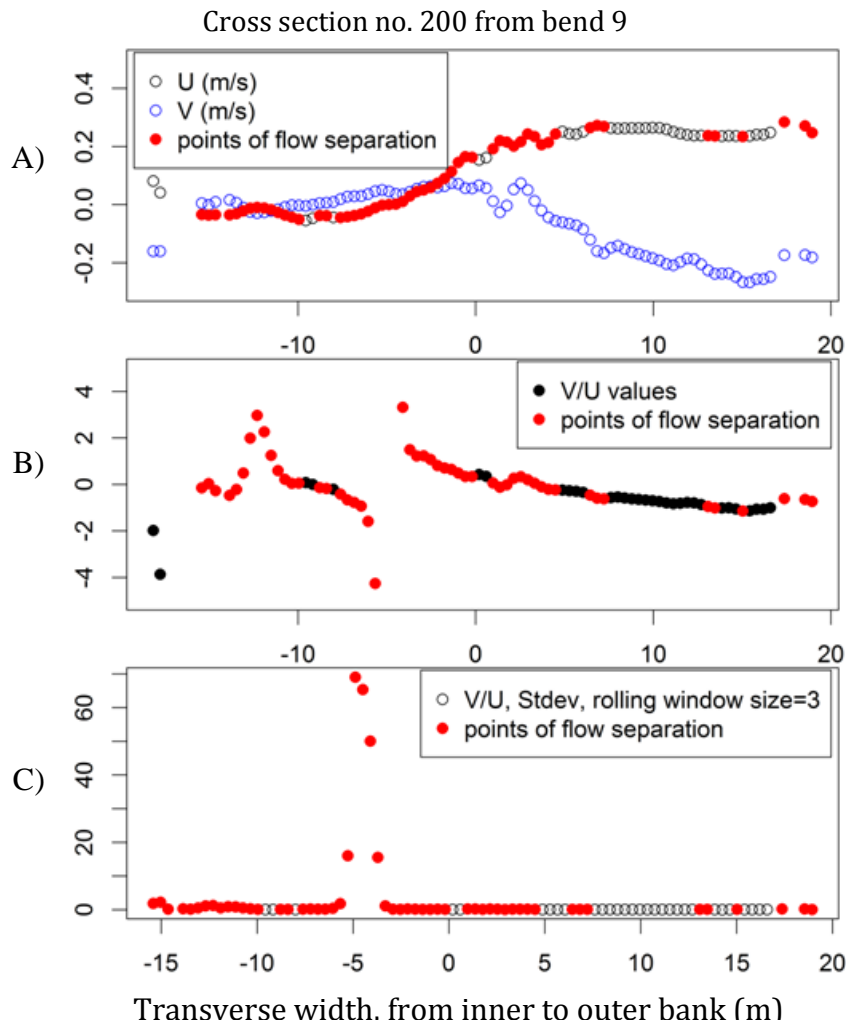 Cross section no. 200 from bend 9
A)
0.4
0.2
0.0
-0.2
U (m/s)
V (m/s)
points of flow separation
-10
0
10
20
B)
4
2
0
-2
-4
V/U values
points of flow separation
-10
0
10
20
C)
60
40
20
0
V/U, Stdev, rolling window size=3
points of flow separation
-15
-10
-5
0
5
10
15
20
Transverse width, from inner to outer bank (m)